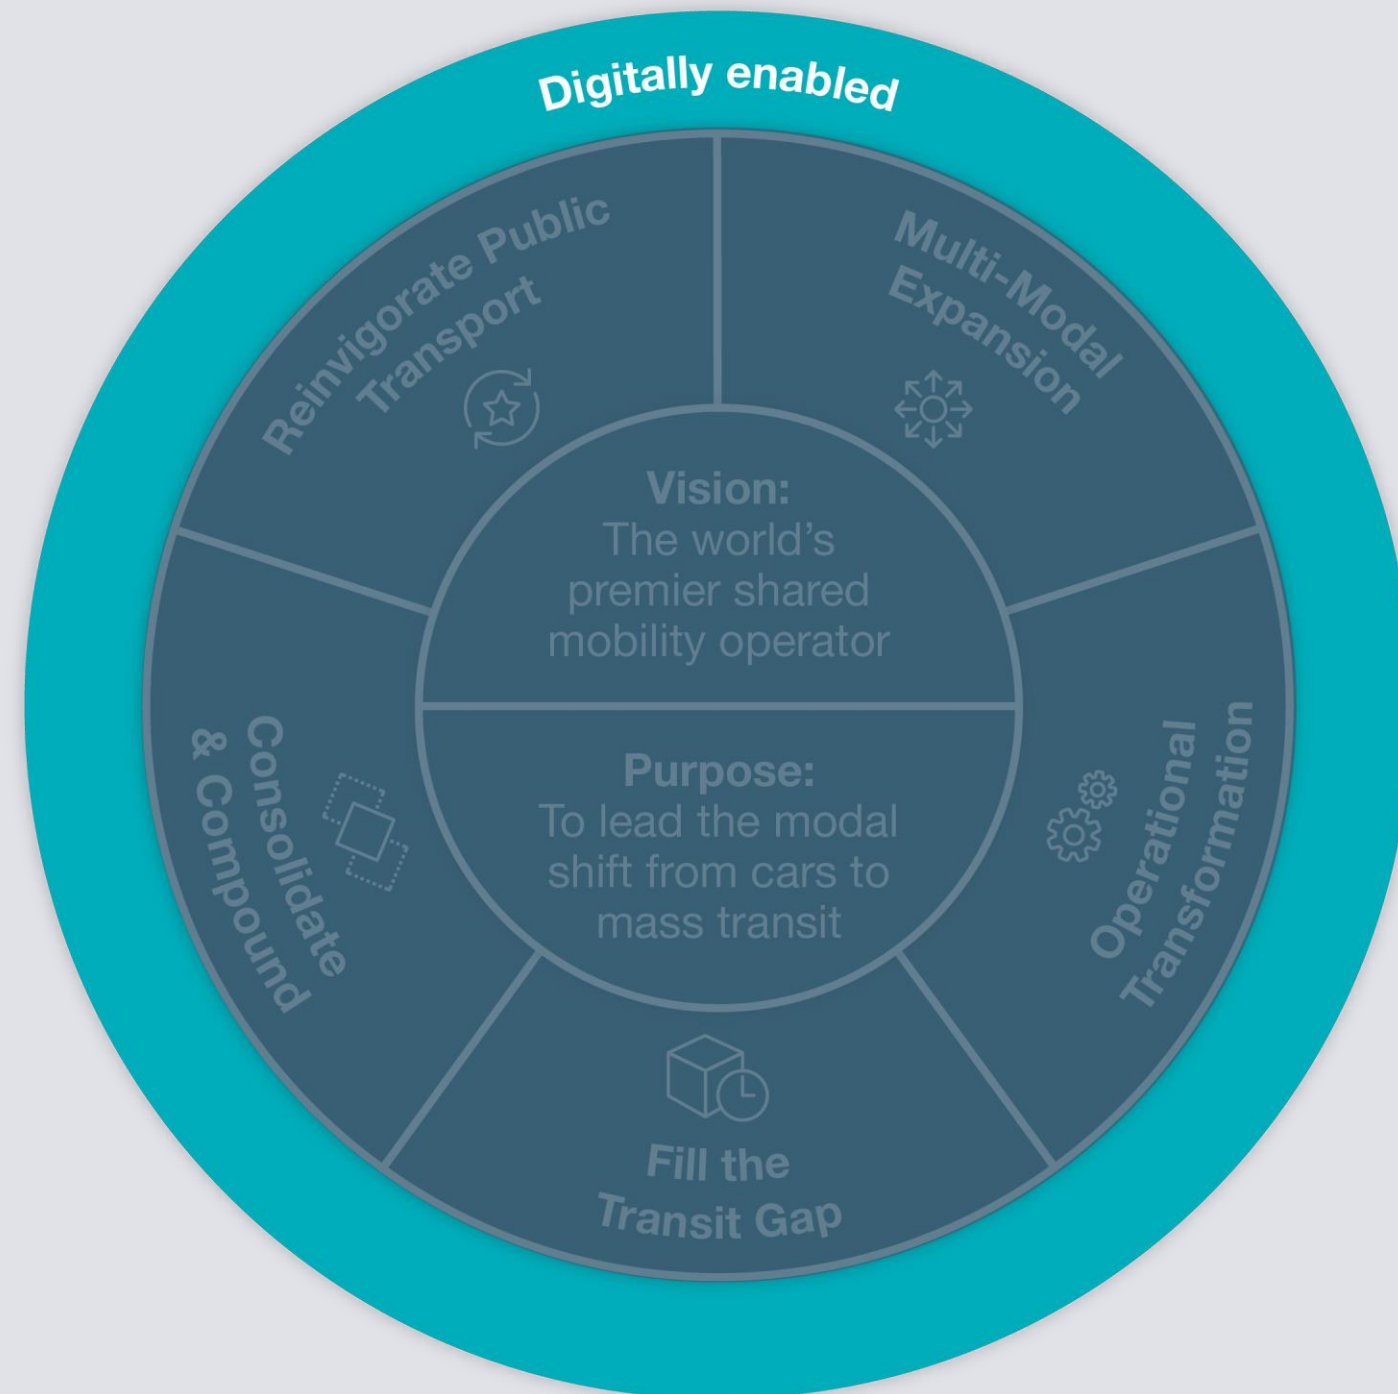 Digitally enabled
Reinvigorate Public
Transport
Multi-Modal
Expansion
Vision:
The world’s
premier shared
mobility operator
Purpose:
To lead the modal
shift from cars to
mass transit
Consolidate
& Compound
Operational
Transformation
Fill the
Transit Gap